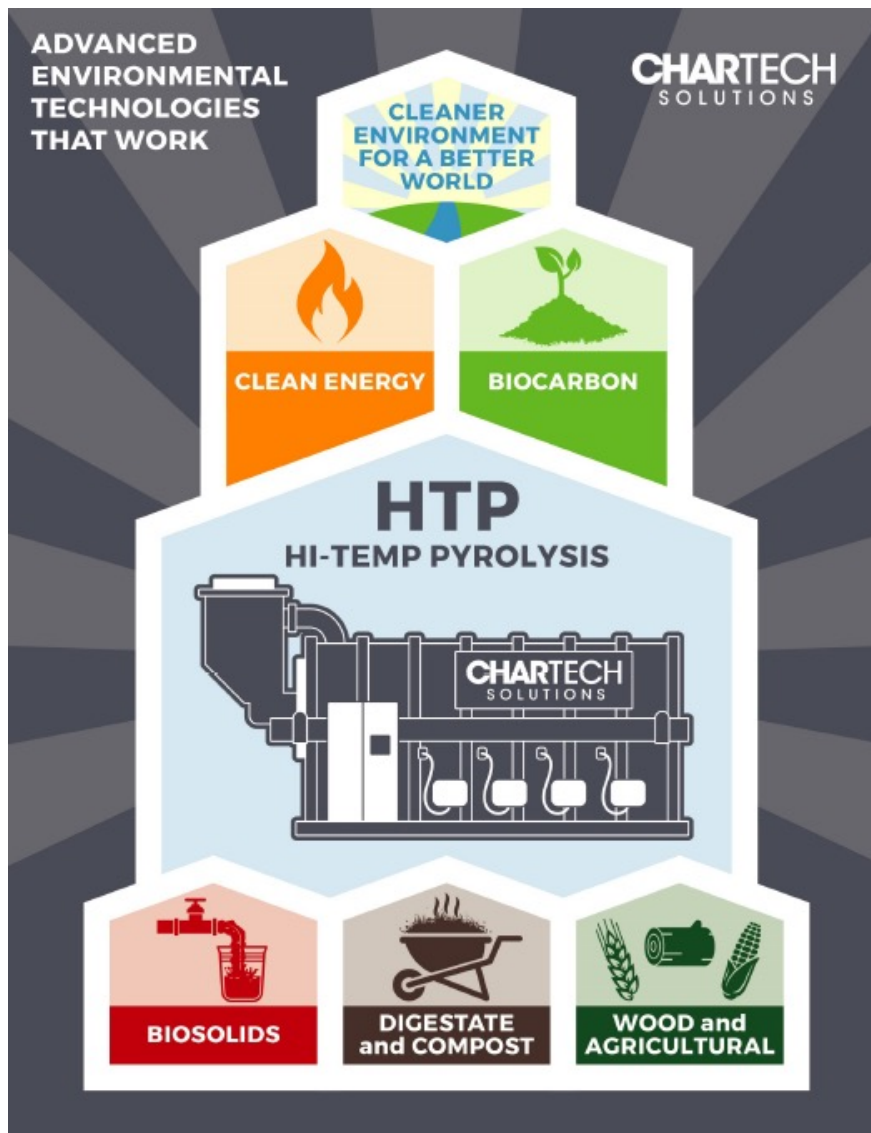 ADVANCED
ENVIRONMENTAL
TECHNOLOGIES
THAT WORK
CHARTECH
SOLUTIONS
CLEANER
ENVIRONMENT
FOR A BETTER
WORLD
CLEAN ENERGY
BIOCARBON
HTP
HI-TEMP PYROLYSIS
CHARTECH
SOLUTIONS
BIOSOLIDS
DIGESTATE
and COMPOST
WOOD and
AGRICULTURAL